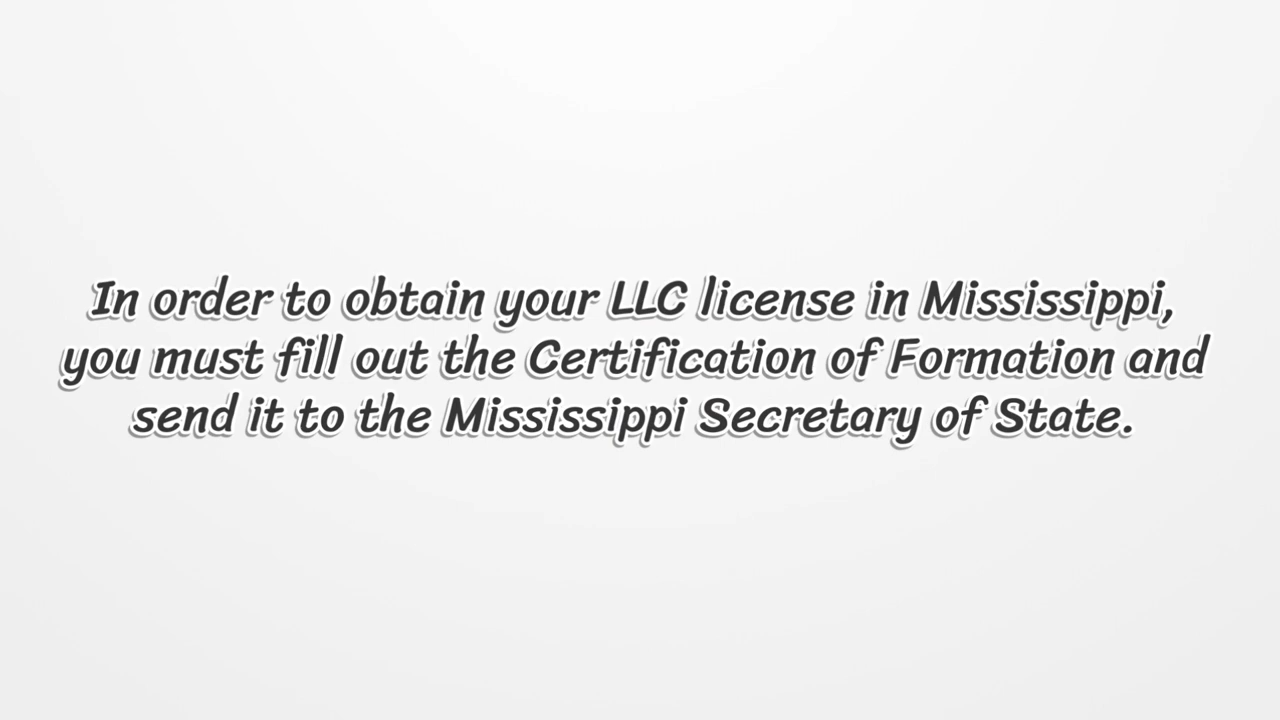 In order to obtain your LLC license in Mississippi,
you must fill out the Certification of Formation and
send it to the Mississippi Secretary of State.